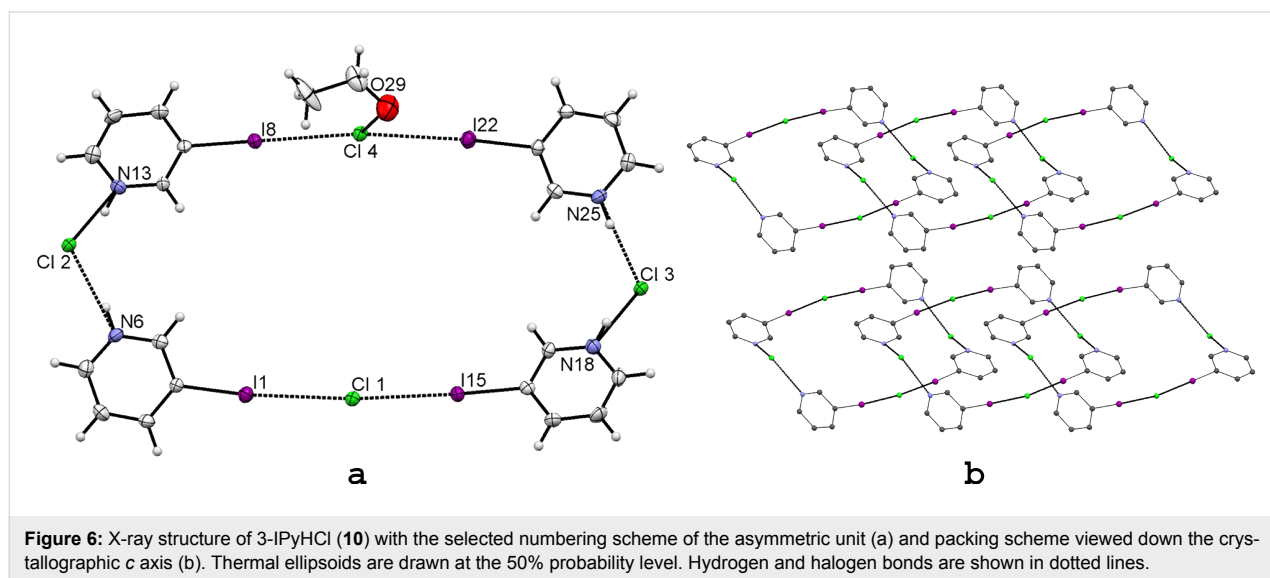 O29
I8
I22
Cl 4
N13
N25
Cl 2
Cl 3
N6
N18
I1
Cl 1
I15
a
b
Figure 6: X-ray structure of 3-IPyHCl (10) with the selected numbering scheme of the asymmetric unit (a) and packing scheme viewed down the crys-
tallographic c axis (b). Thermal ellipsoids are drawn at the 50% probability level. Hydrogen and halogen bonds are shown in dotted lines.